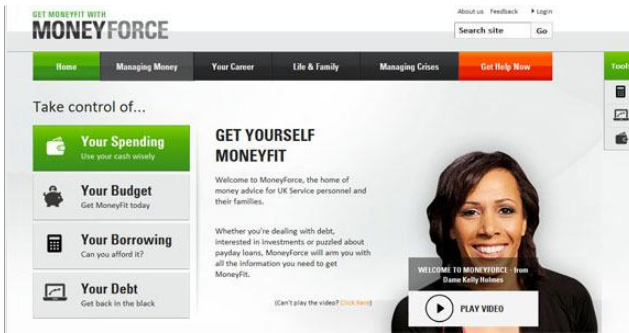 GET MONEYFIT WITH
MONEYFORCE
About us Feedback Login
Search site Go
Home Managing Money Your Career Life & Family Managing Crises Get Help Now
Tool
Take control of...
Your Spending
Use your cash wisely
Your Budget
Get MoneyFit today
Your Borrowing
Can you afford it?
Your Debt
Get back in the black
GET YOURSELF
MONEYFIT
Welcome to MoneyForce, the home of
money advice for UK Service personnel and
their families.
Whether you're dealing with debt,
interested in investments or puzzled about
payday loans, MoneyForce will arm you with
all the information you need to get
MoneyFit.
(Can't play the video? Click here)
WELCOME TO MONEYFORCE - from
Dame Kelly Holmes
PLAY VIDEO